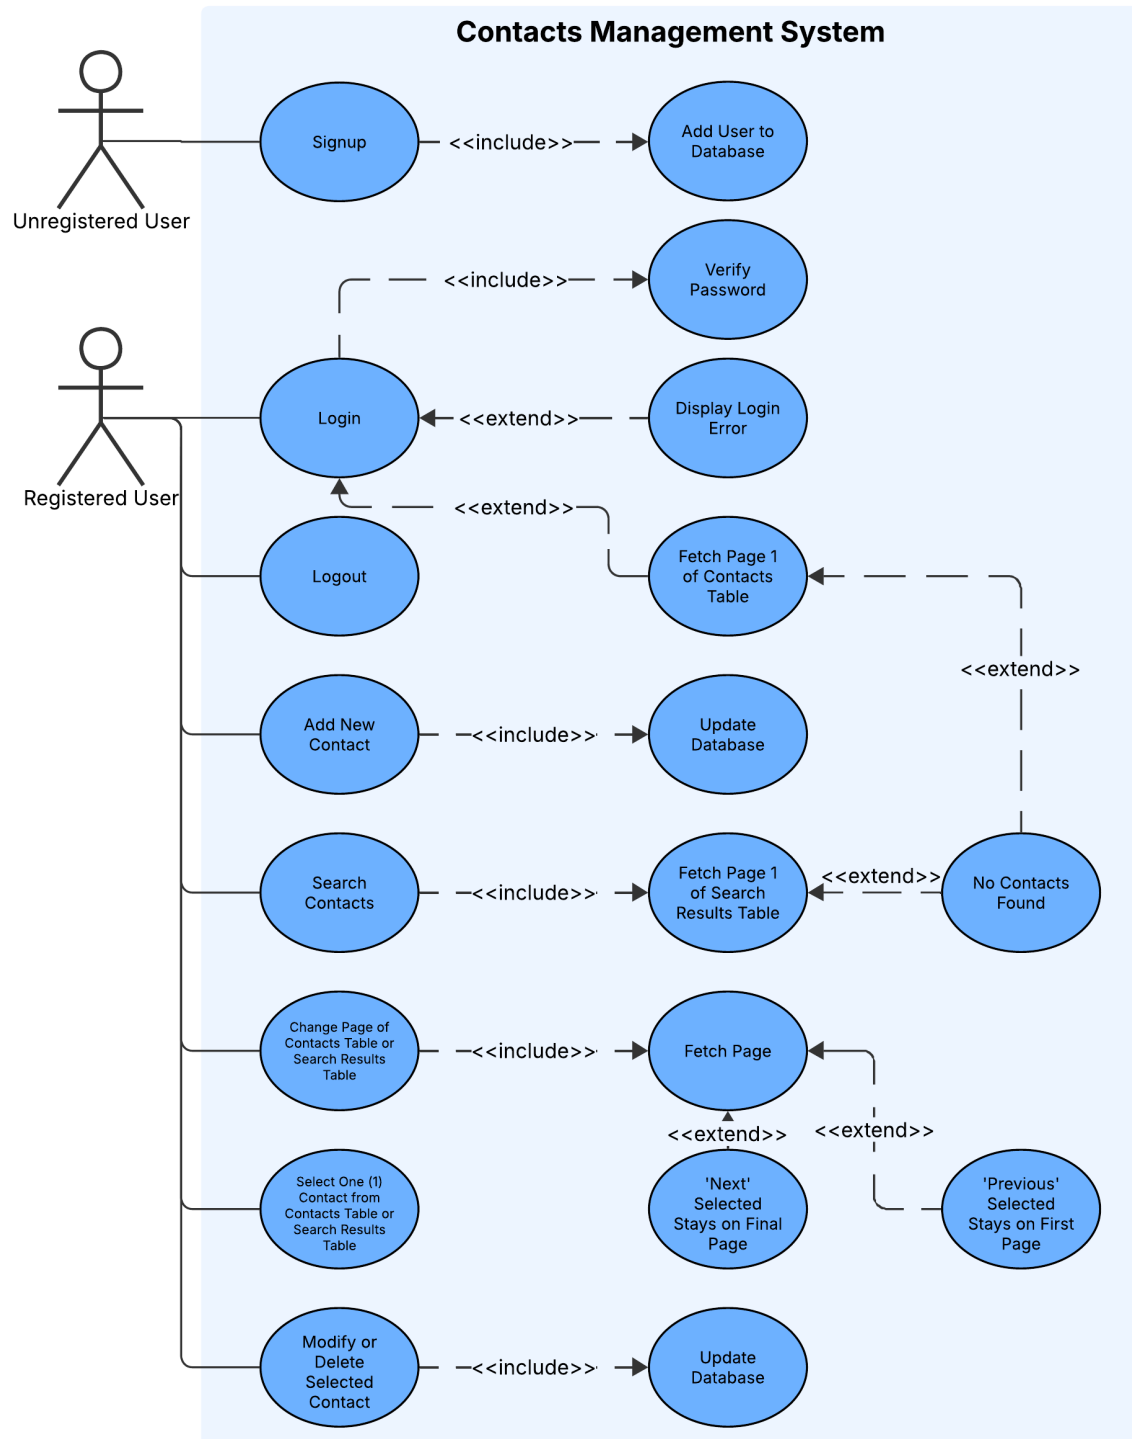 Contacts Management System
Unregistered User
Signup
<<include>>
Add User to
Database
<<include>>
Verify
Password
Registered User
Login
<<extend>>
Display Login
Error
<<extend>>
Logout
Fetch Page 1
of Contacts
Table
<<extend>>
Add New
Contact
<<include>>
Update
Database
Search
Contacts
<<include>>
Fetch Page 1
of Search
Results Table
<<extend>>
No Contacts
Found
Change Page of
Contacts Table or
Search Results
Table
<<include>>
Fetch Page
<<extend>>
<<extend>>
Select One (1)
Contact from
Contacts Table or
Search Results
Table
'Next'
Selected
Stays on Final
Page
'Previous'
Selected
Stays on First
Page
Modify or
Delete
Selected
Contact
<<include>>
Update
Database